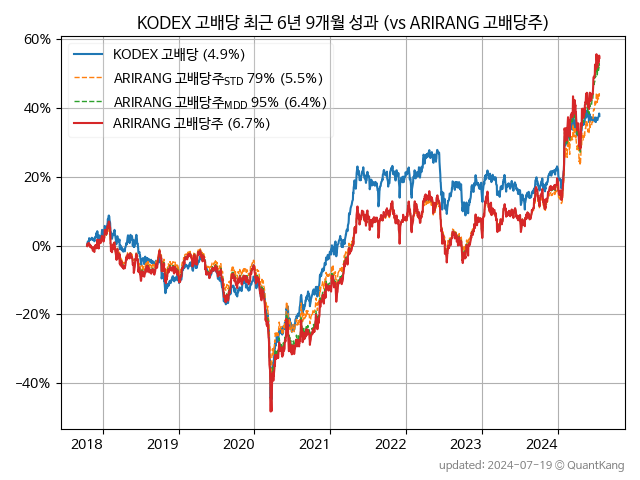 KODEX 고배당 최근 6년 9개월 성과 (vs ARIRANG 고배당주)
60%
40%
20%
0%
−20%
−40%
KODEX 고배당 (4.9%)
ARIRANG 고배당주STD 79% (5.5%)
ARIRANG 고배당주MDD 95% (6.4%)
ARIRANG 고배당주 (6.7%)
2018 2019 2020 2021 2022 2023 2024
updated: 2024-07-19 © QuantKang